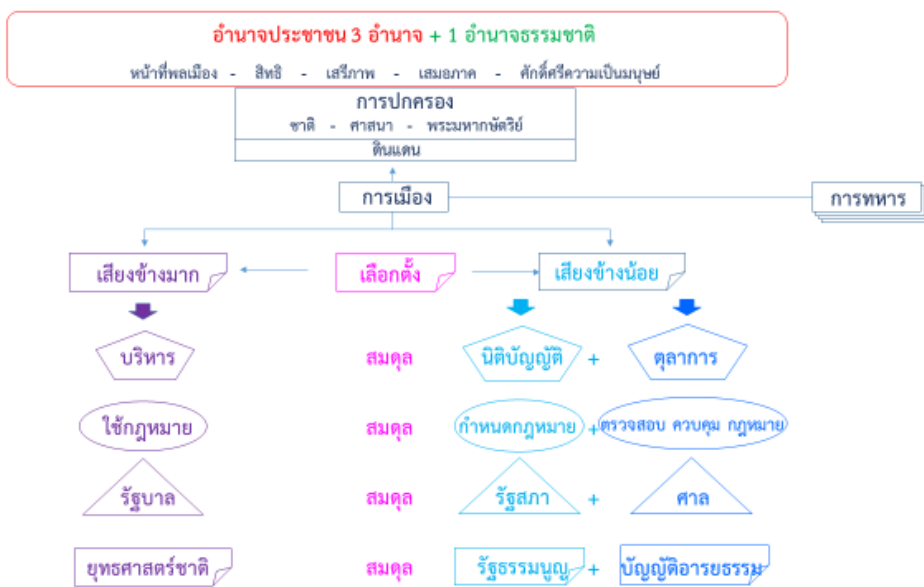 อำนาจประชาชน 3 อำนาจ + 1 อำนาจธรรมชาติ
หน้าที่พลเมือง - สิทธิ - เสรีภาพ - เสมอภาค - ศักดิ์ศรีความเป็นมนุษย์
การปกครอง
ชาติ - ศาสนา - พระมหากษัตริย์
ดินแดน
การเมือง
การทหาร
เสียงข้างมาก
เลือกตั้ง
เสียงข้างน้อย
บริหาร สมดุล นิติบัญญัติ + ตุลาการ
ใช้กฎหมาย สมดุล กำหนดกฎหมาย + ตรวจสอบ ควบคุม กฎหมาย
รัฐบาล สมดุล รัฐสภา + ศาล
ยุทธศาสตร์ชาติ สมดุล รัฐธรรมนูญ + บัญญัติอารยธรรม